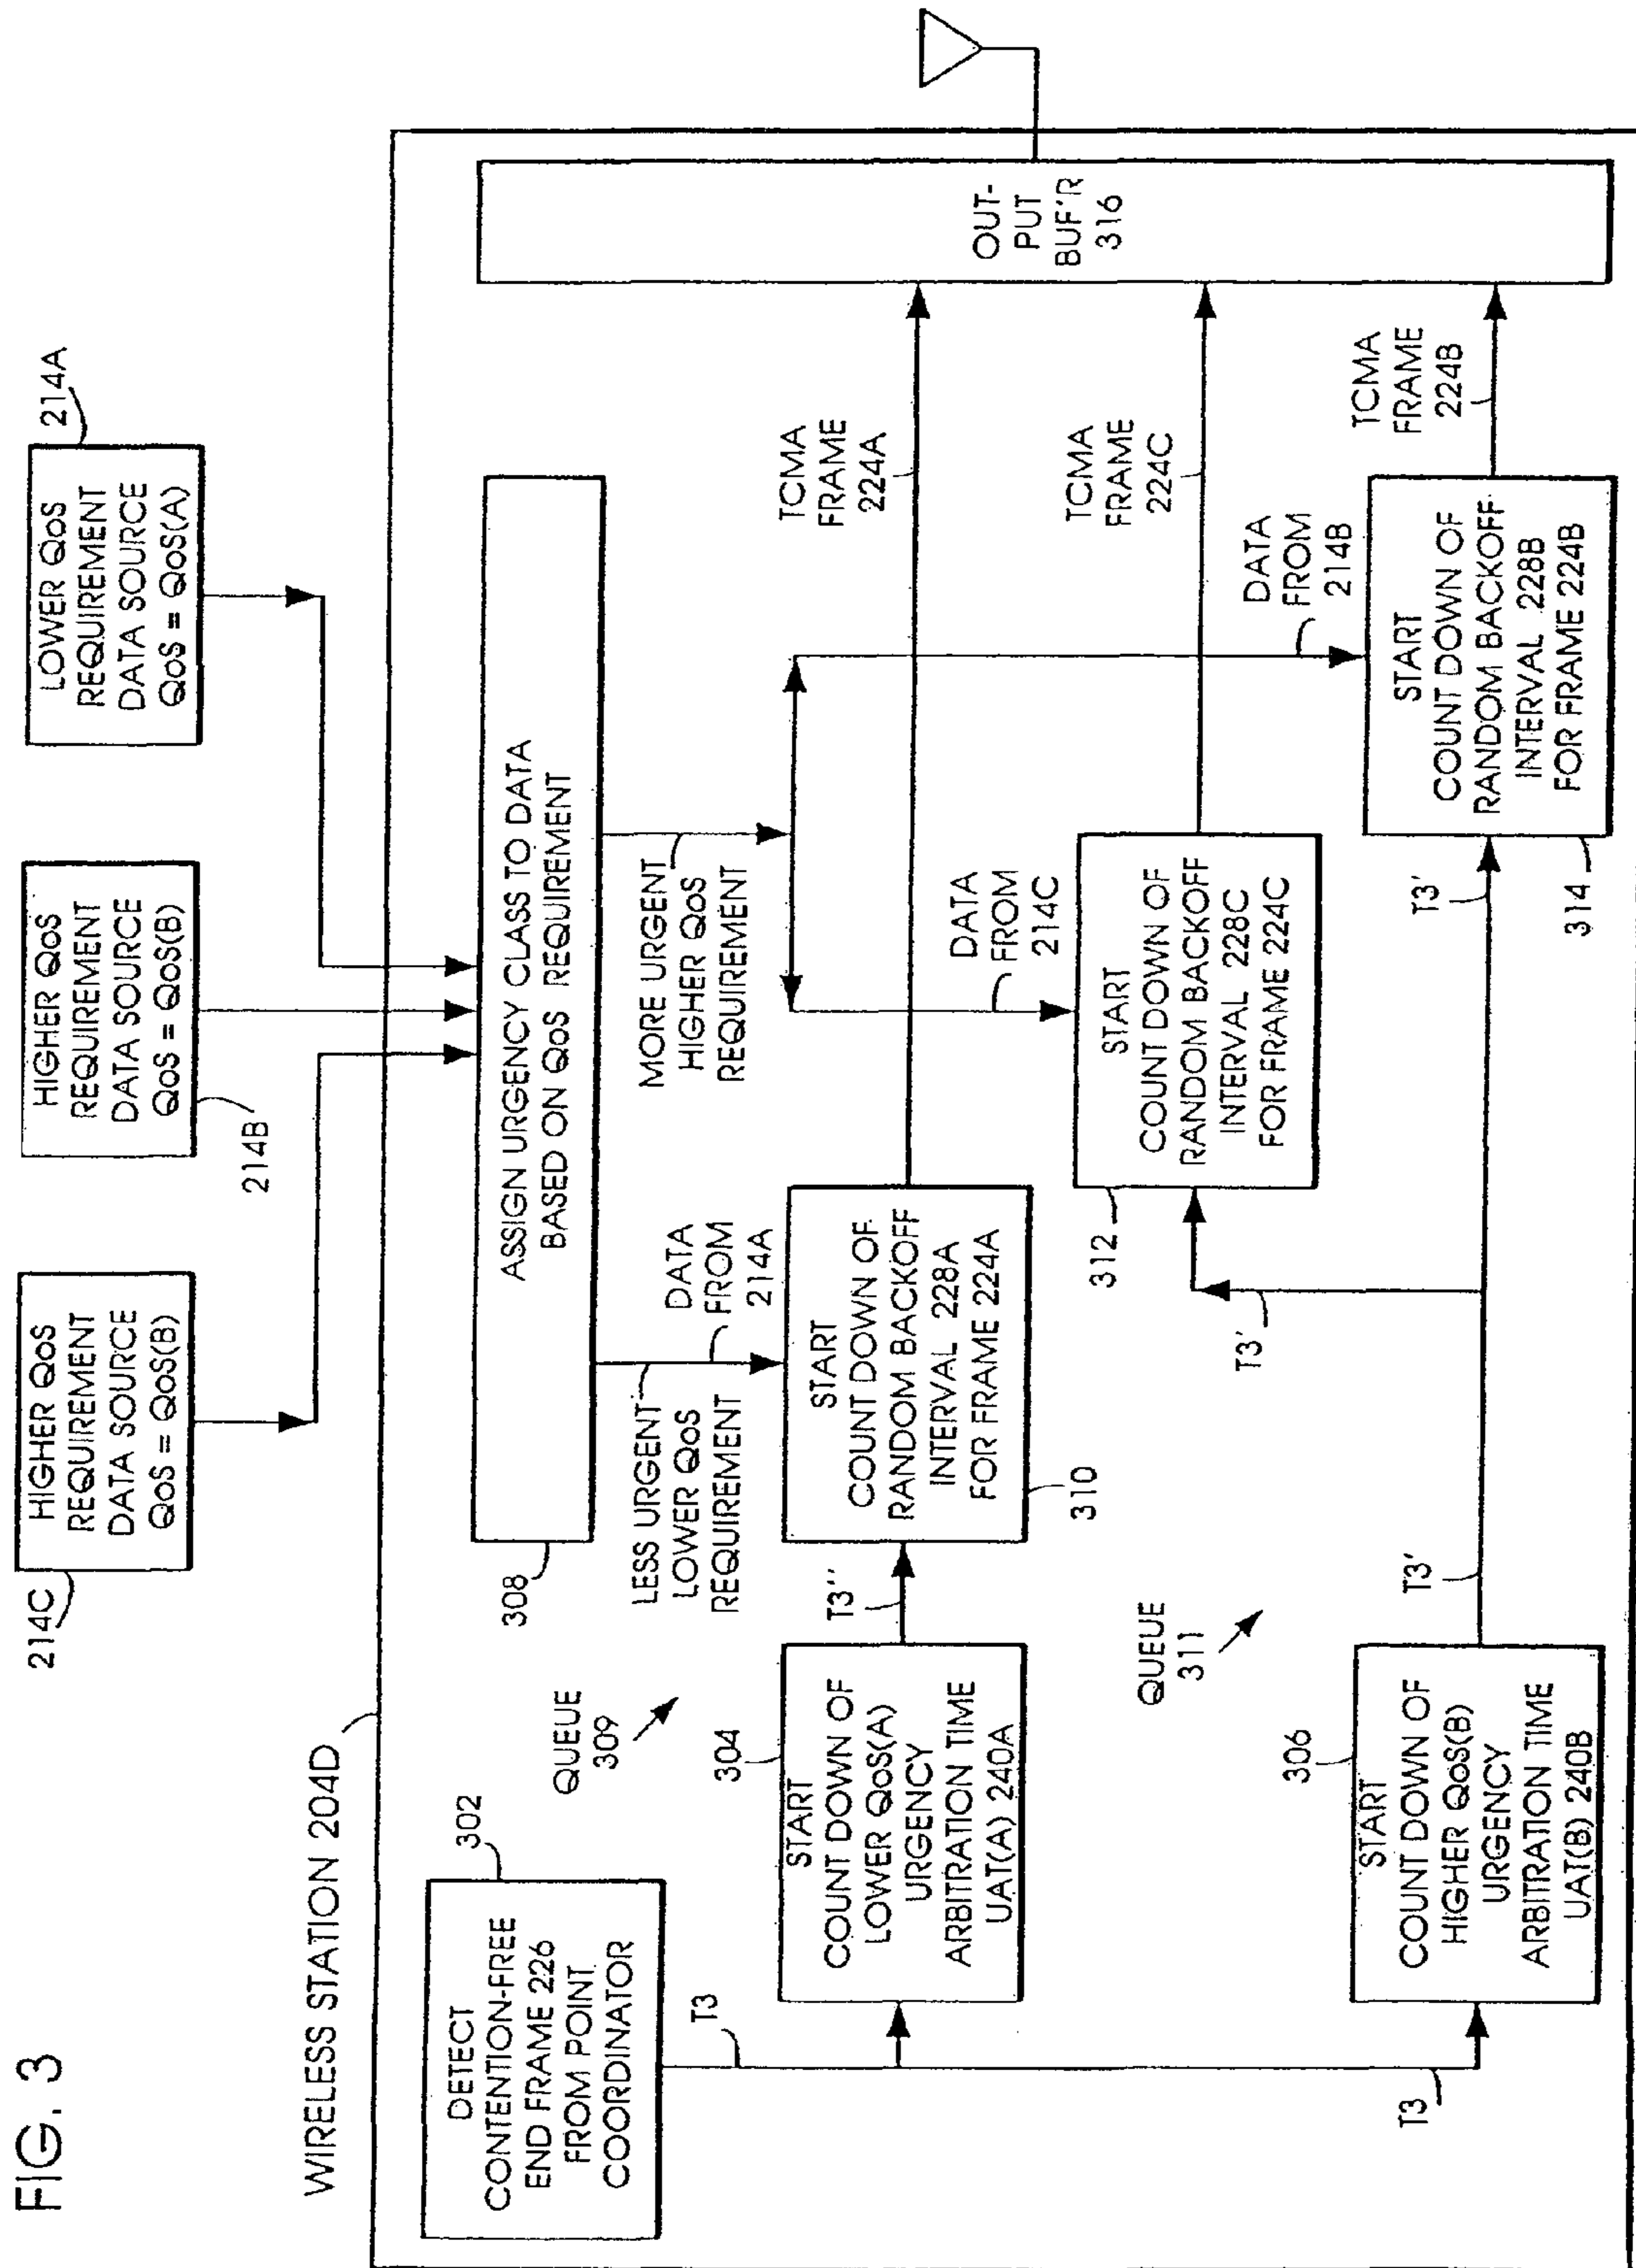 FIG. 3
214C
HIGHER QoS
REQUIREMENT
DATA SOURCE
QoS = QoS(B)
HIGHER QoS
REQUIREMENT
DATA SOURCE
QoS = QoS(B)
214B
LOWER QoS
REQUIREMENT
DATA SOURCE
QoS = QoS(A)
214A
WIRELESS STATION 204D
302
DETECT
CONTENTION-FREE
END FRAME 226
FROM POINT
COORDINATOR
T3
T3
308
ASSIGN URGENCY CLASS TO DATA
BASED ON QoS REQUIREMENT
QUEUE
309
LESS URGENT
LOWER QoS
REQUIREMENT
DATA
FROM
214A
MORE URGENT
HIGHER QoS
REQUIREMENT
304
START
COUNT DOWN OF
LOWER QoS(A)
URGENCY
ARBITRATION TIME
UAT(A) 240A
T3''
START
COUNT DOWN OF
RANDOM BACKOFF
INTERVAL 228A
FOR FRAME 224A
310
TCMA
FRAME
224A
DATA
FROM
214C
QUEUE
311
312
START
COUNT DOWN OF
RANDOM BACKOFF
INTERVAL 228C
FOR FRAME 224C
TCMA
FRAME
224C
DATA
FROM
214B
306
START
COUNT DOWN OF
HIGHER QoS(B)
URGENCY
ARBITRATION TIME
UAT(B) 240B
T3'
T3'
T3'
314
START
COUNT DOWN OF
RANDOM BACKOFF
INTERVAL 228B
FOR FRAME 224B
TCMA
FRAME
224B
OUT-
PUT
BUF'R
316